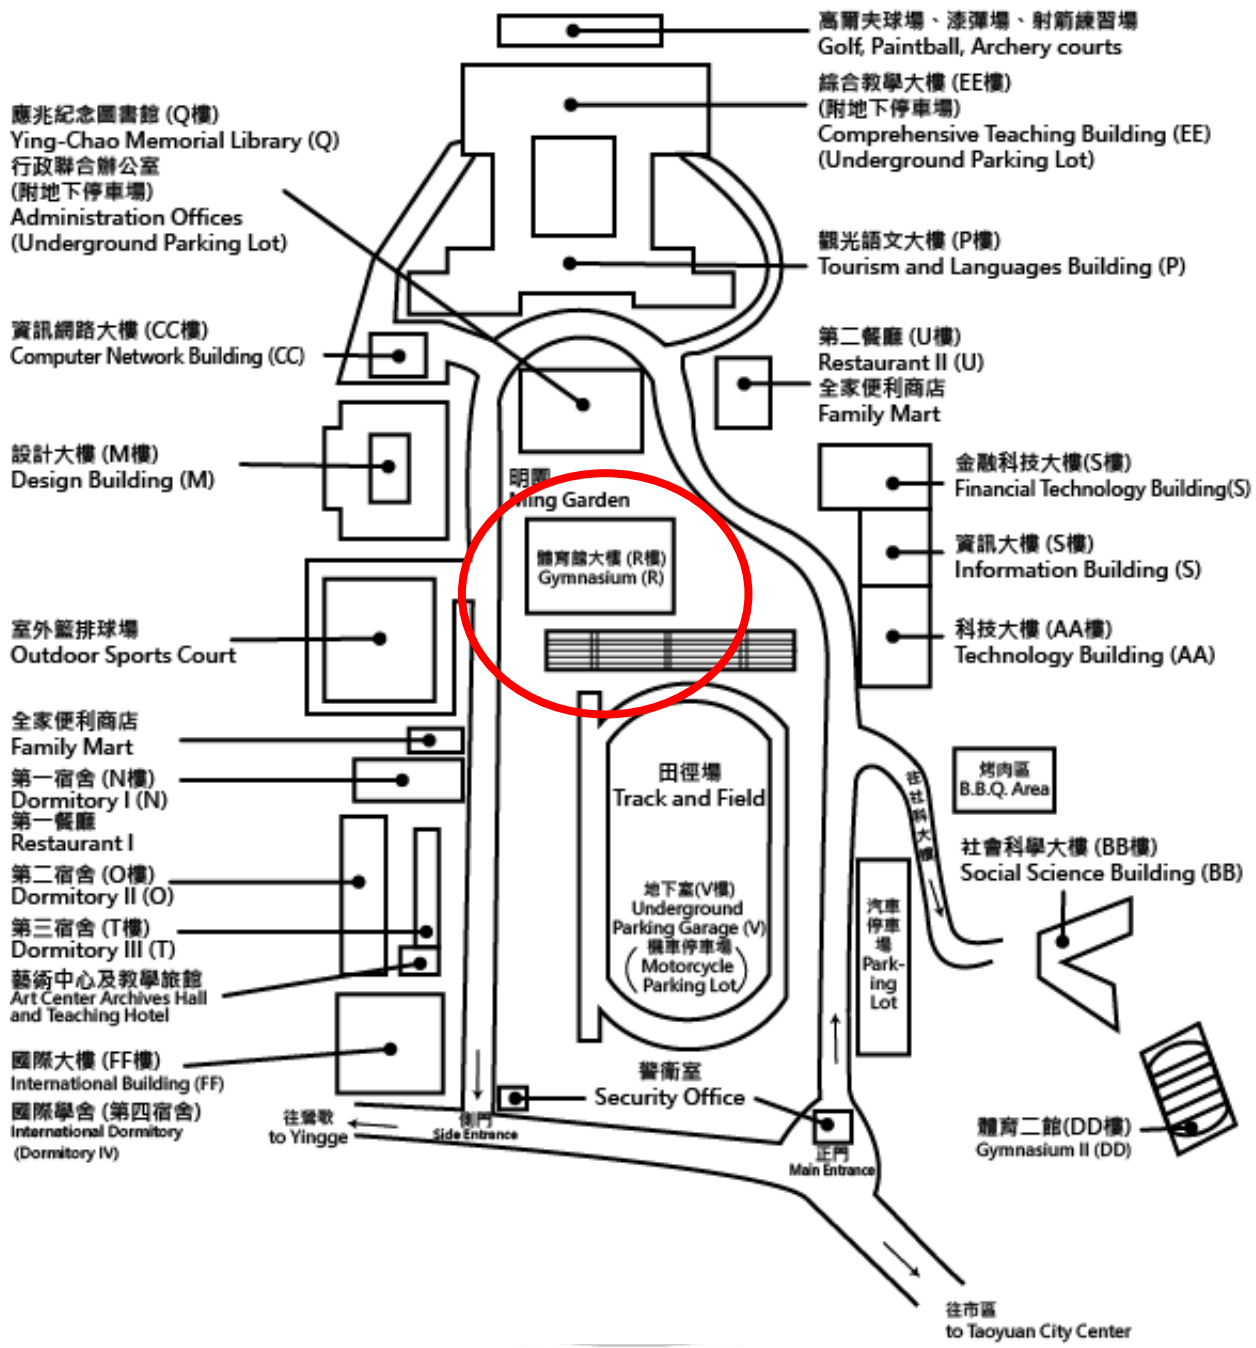 高爾夫球場、漆彈場、射箭練習場
Golf, Paintball, Archery courts
綜合教學大樓 (EE樓)
(附地下停車場)
Comprehensive Teaching Building (EE)
(Underground Parking Lot)
應兆紀念圖書館 (Q樓)
Ying-Chao Memorial Library (Q)
行政聯合辦公室
(附地下停車場)
Administration Offices
(Underground Parking Lot)
觀光語文大樓 (P樓)
Tourism and Languages Building (P)
資訊網路大樓 (CC樓)
Computer Network Building (CC)
第二餐廳 (U樓)
Restaurant II (U)
全家便利商店
Family Mart
設計大樓 (M樓)
Design Building (M)
明園
Ming Garden
金融科技大樓(S樓)
Financial Technology Building(S)
體育館大樓 (R樓)
Gymnasium (R)
資訊大樓 (S樓)
Information Building (S)
室外籃排球場
Outdoor Sports Court
科技大樓 (AA樓)
Technology Building (AA)
全家便利商店
Family Mart
第一宿舍 (N樓)
Dormitory I (N)
第一餐廳
Restaurant I
第二宿舍 (O樓)
Dormitory II (O)
第三宿舍 (T樓)
Dormitory III (T)
藝術中心及教學旅館
Art Center Archives Hall
and Teaching Hotel
國際大樓 (FF樓)
International Building (FF)
國際學舍 (第四宿舍)
International Dormitory
(Dormitory IV)
田徑場
Track and Field
地下室(V樓)
Underground
Parking Garage (V)
機車停車場
(Motorcycle
Parking Lot)
往社科大樓
烤肉區
B.B.Q. Area
社會科學大樓 (BB樓)
Social Science Building (BB)
汽車
停車
場
Park-
ing
Lot
警衛室
Security Office
往鶯歌
to Yingge
側門
Side Entrance
正門
Main Entrance
體育二館(DD樓)
Gymnasium II (DD)
往市區
to Taoyuan City Center